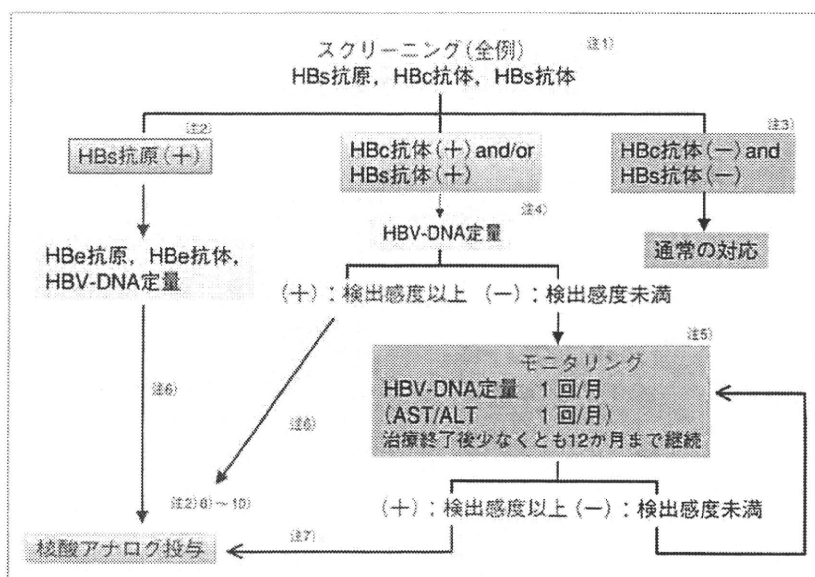 スクリーニング(全例) 注1)
HBs抗原, HBc抗体, HBs抗体
注2)
HBs抗原(+)
HBc抗体(+) and/or
HBs抗体(+)
注3)
HBc抗体(−) and
HBs抗体(−)
注4)
HBV-DNA定量
通常の対応
HBe抗原, HBe抗体,
HBV-DNA定量
(+):検出感度以上 (−):検出感度未満
注5)
モニタリング
HBV-DNA定量 1回/月
(AST/ALT 1回/月)
治療終了後少なくとも12か月まで継続
注6)
注6)
注2)8)〜10)
(+):検出感度以上 (−):検出感度未満
注7)
核酸アナログ投与